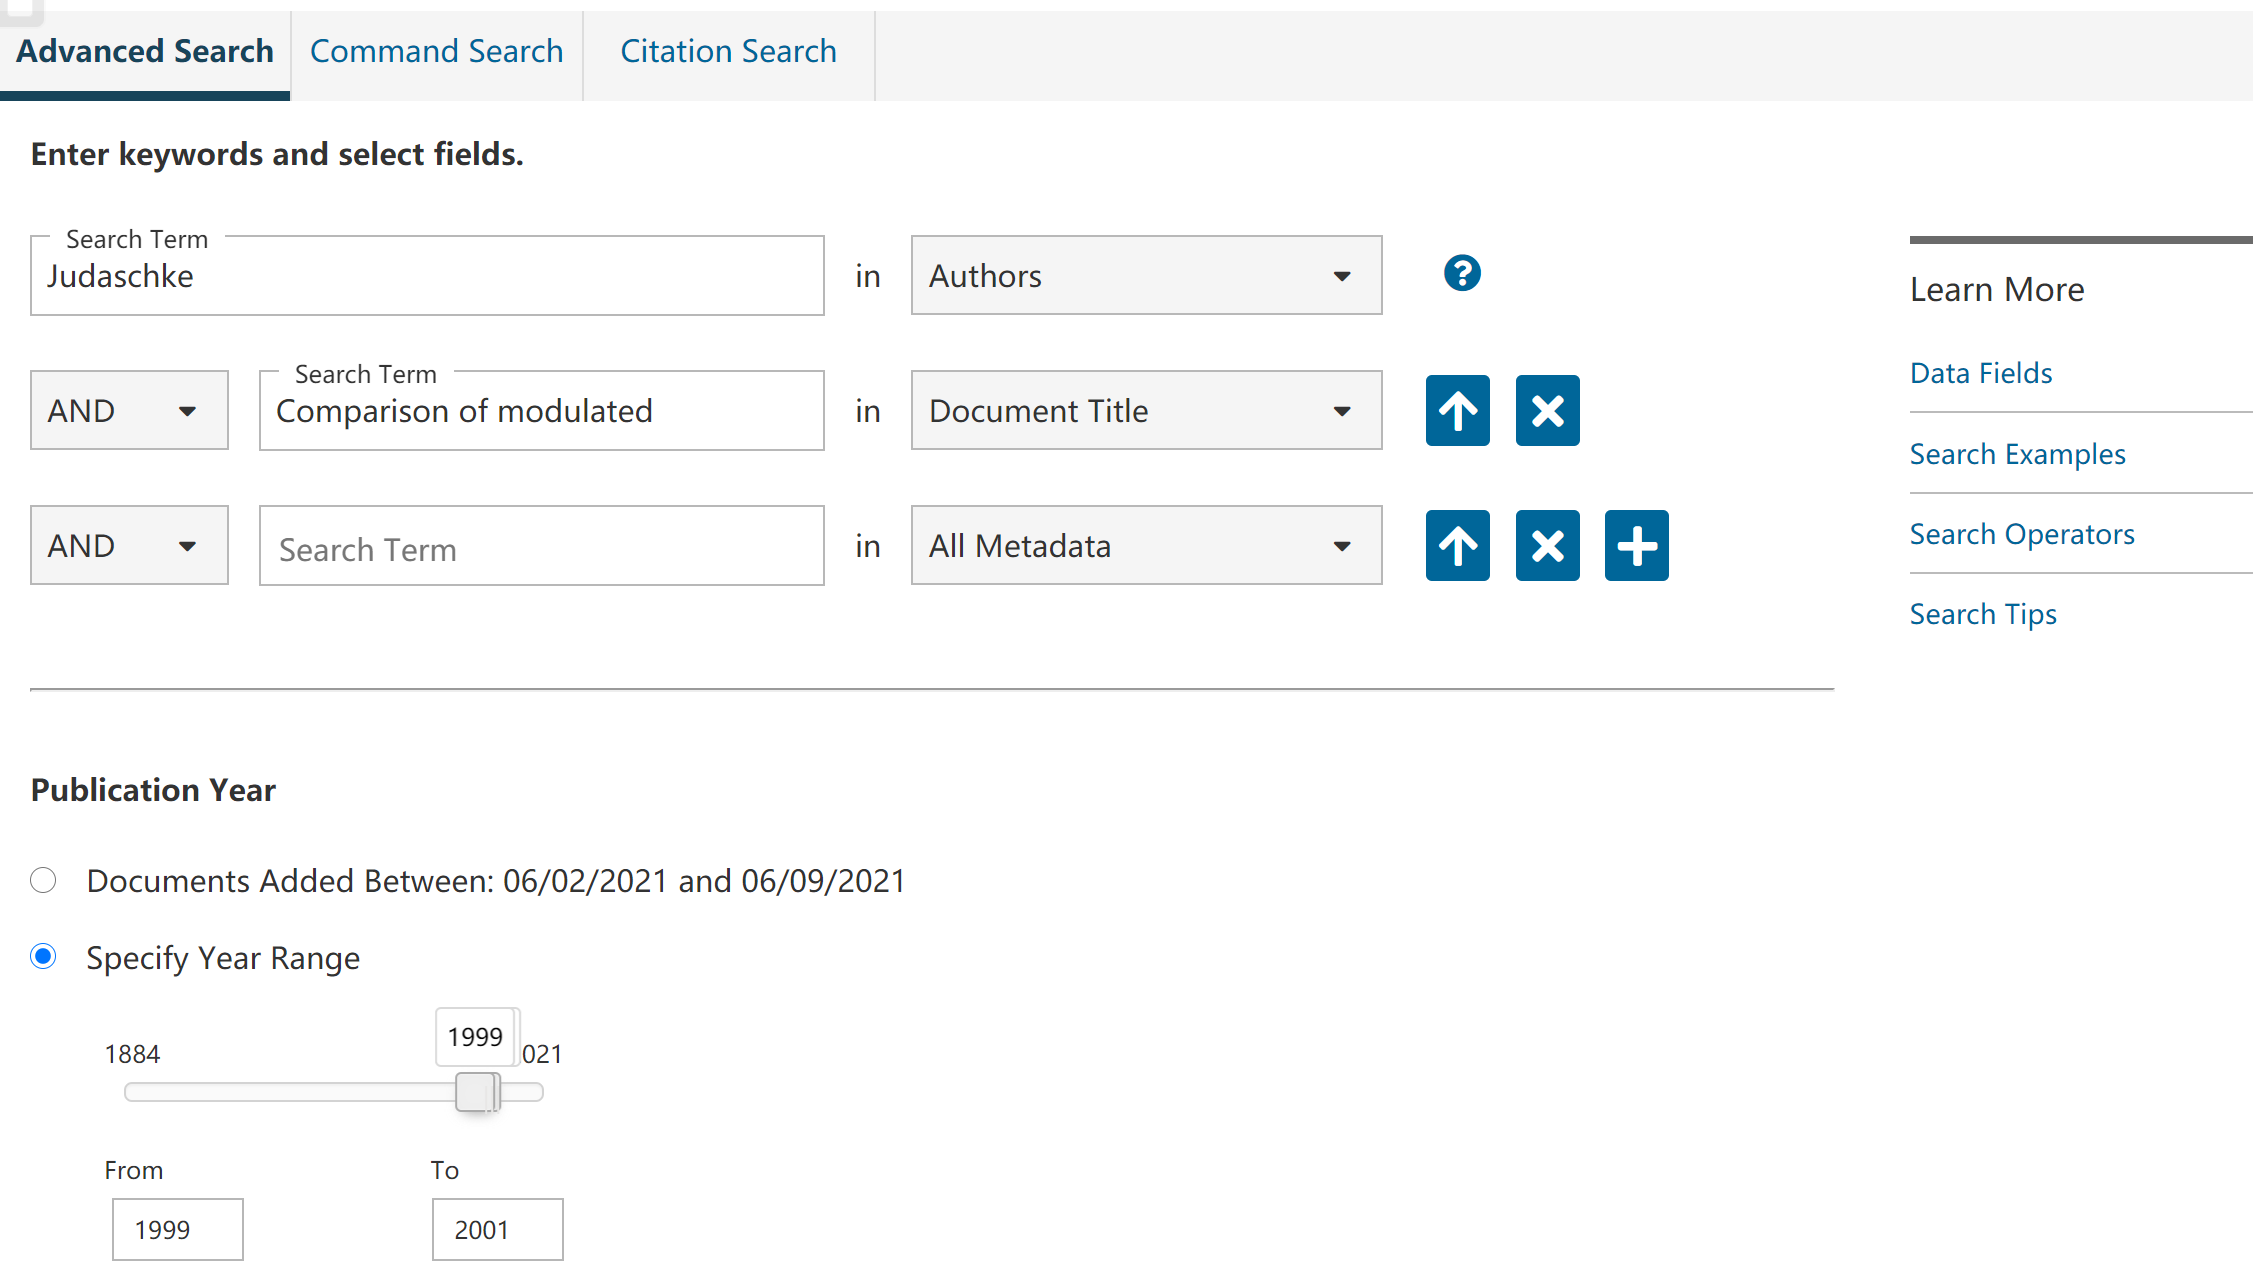 Advanced Search Command Search Citation Search
Enter keywords and select fields.
Search Term
Judaschke in Authors
Search Term
AND Comparison of modulated in Document Title
AND Search Term in All Metadata
Learn More
Data Fields
Search Examples
Search Operators
Search Tips
Publication Year
Documents Added Between: 06/02/2021 and 06/09/2021
Specify Year Range
1884 1999 021
From To
1999 2001